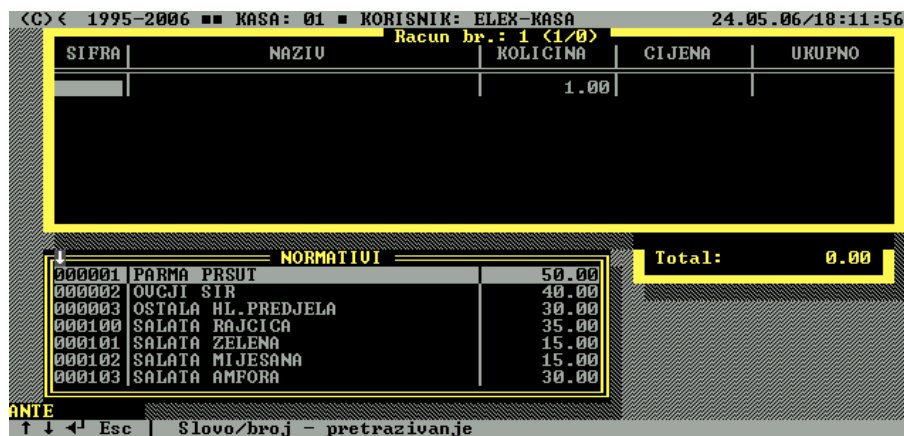 (C)< 1995-2006 ■■ KASA: 01 ■ KORISNIK: ELEX-KASA 24.05.06/18:11:56
Racun br.: 1 (1/0)
SIFRA NAZIV KOLICINA CIJENA UKUPNO
1.00
NORMATIVI
Total: 0.00
000001 PARMA PRSUT 50.00
000002 OVCJI SIR 40.00
000003 OSTALA HL.PREDJELA 30.00
000100 SALATA RAJCICA 35.00
000101 SALATA ZELENA 15.00
000102 SALATA MIJESANA 15.00
000103 SALATA AMFORA 30.00
ANTE
↑ ↓ ◄┘ Esc | Slovo/broj - pretrazivanje